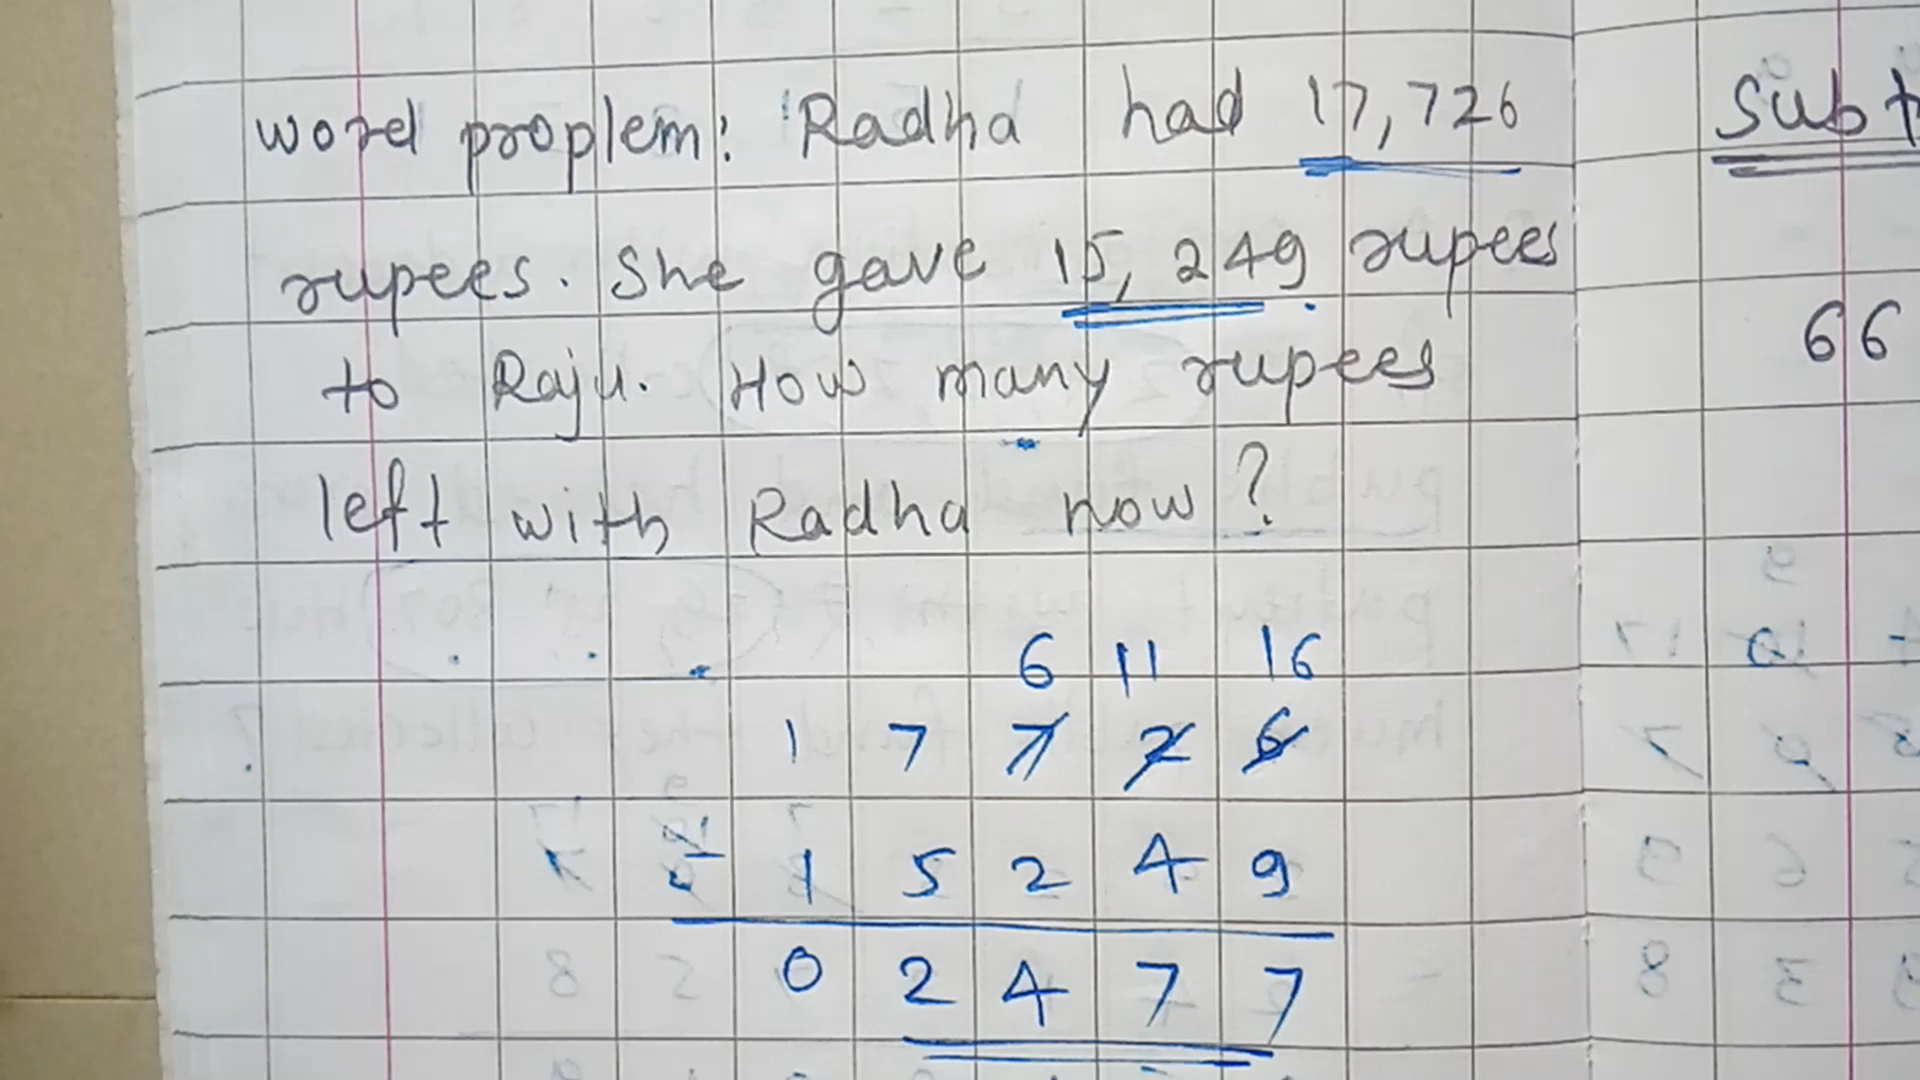 word proplem: Radha had 17,726
rupees. She gave 15,249 rupees
to Raju. How many rupees
left with Radha now?
6 11 16
1 7 7 2 6
- 1 5 2 4 9
0 2 4 7 7
Subt
66